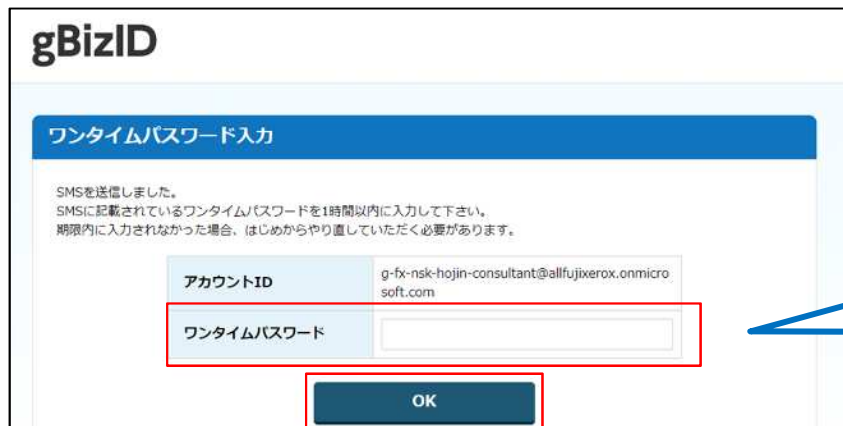 gBizID
ワンタイムパスワード入力
SMSを送信しました。
SMSに記載されているワンタイムパスワードを1時間以内に入力して下さい。
期限内に入力されなかった場合、はじめからやり直していただく必要があります。
アカウントID
g-fx-nsk-hojin-consultant@allfujixerox.onmicro
soft.com
ワンタイムパスワード
OK